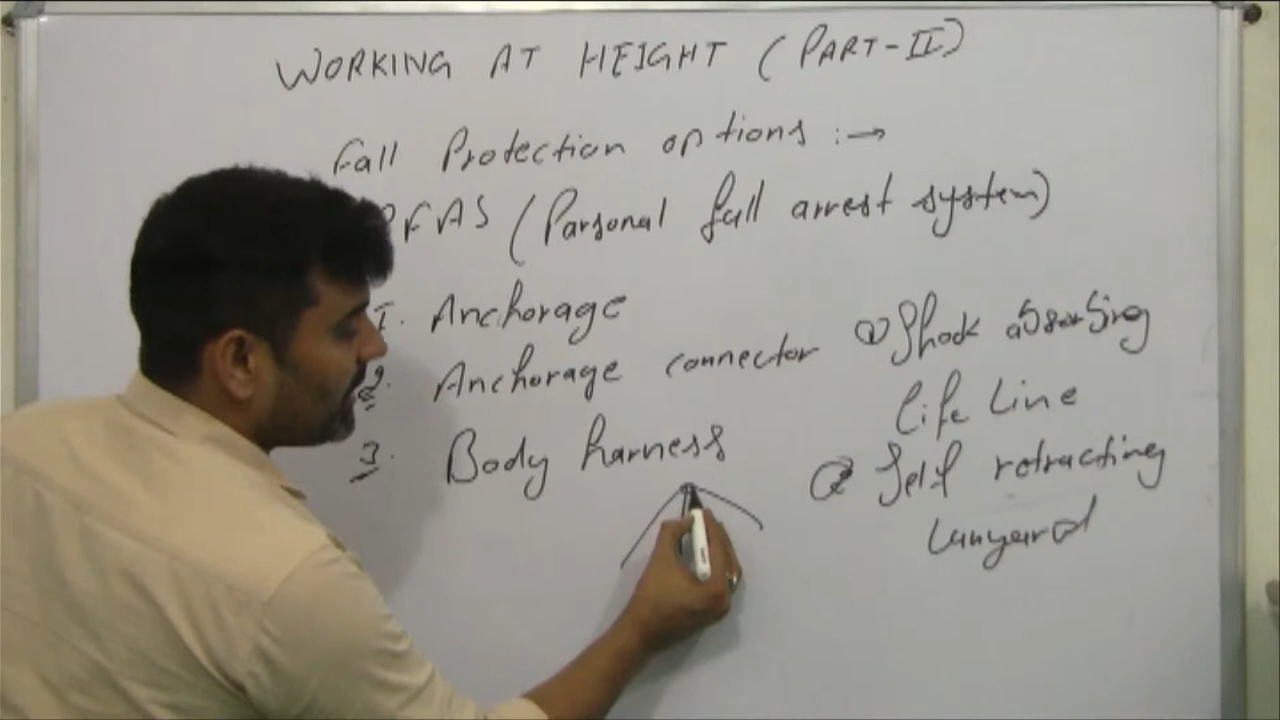 WORKING AT HEIGHT (PART-II)
Fall Protection options :→
PFAS (Parsonal fall arrest system)
1. Anchorage
2. Anchorage connector
3. Body harness
① Shock absorbing
life Line
② Self retracting
Lanyard